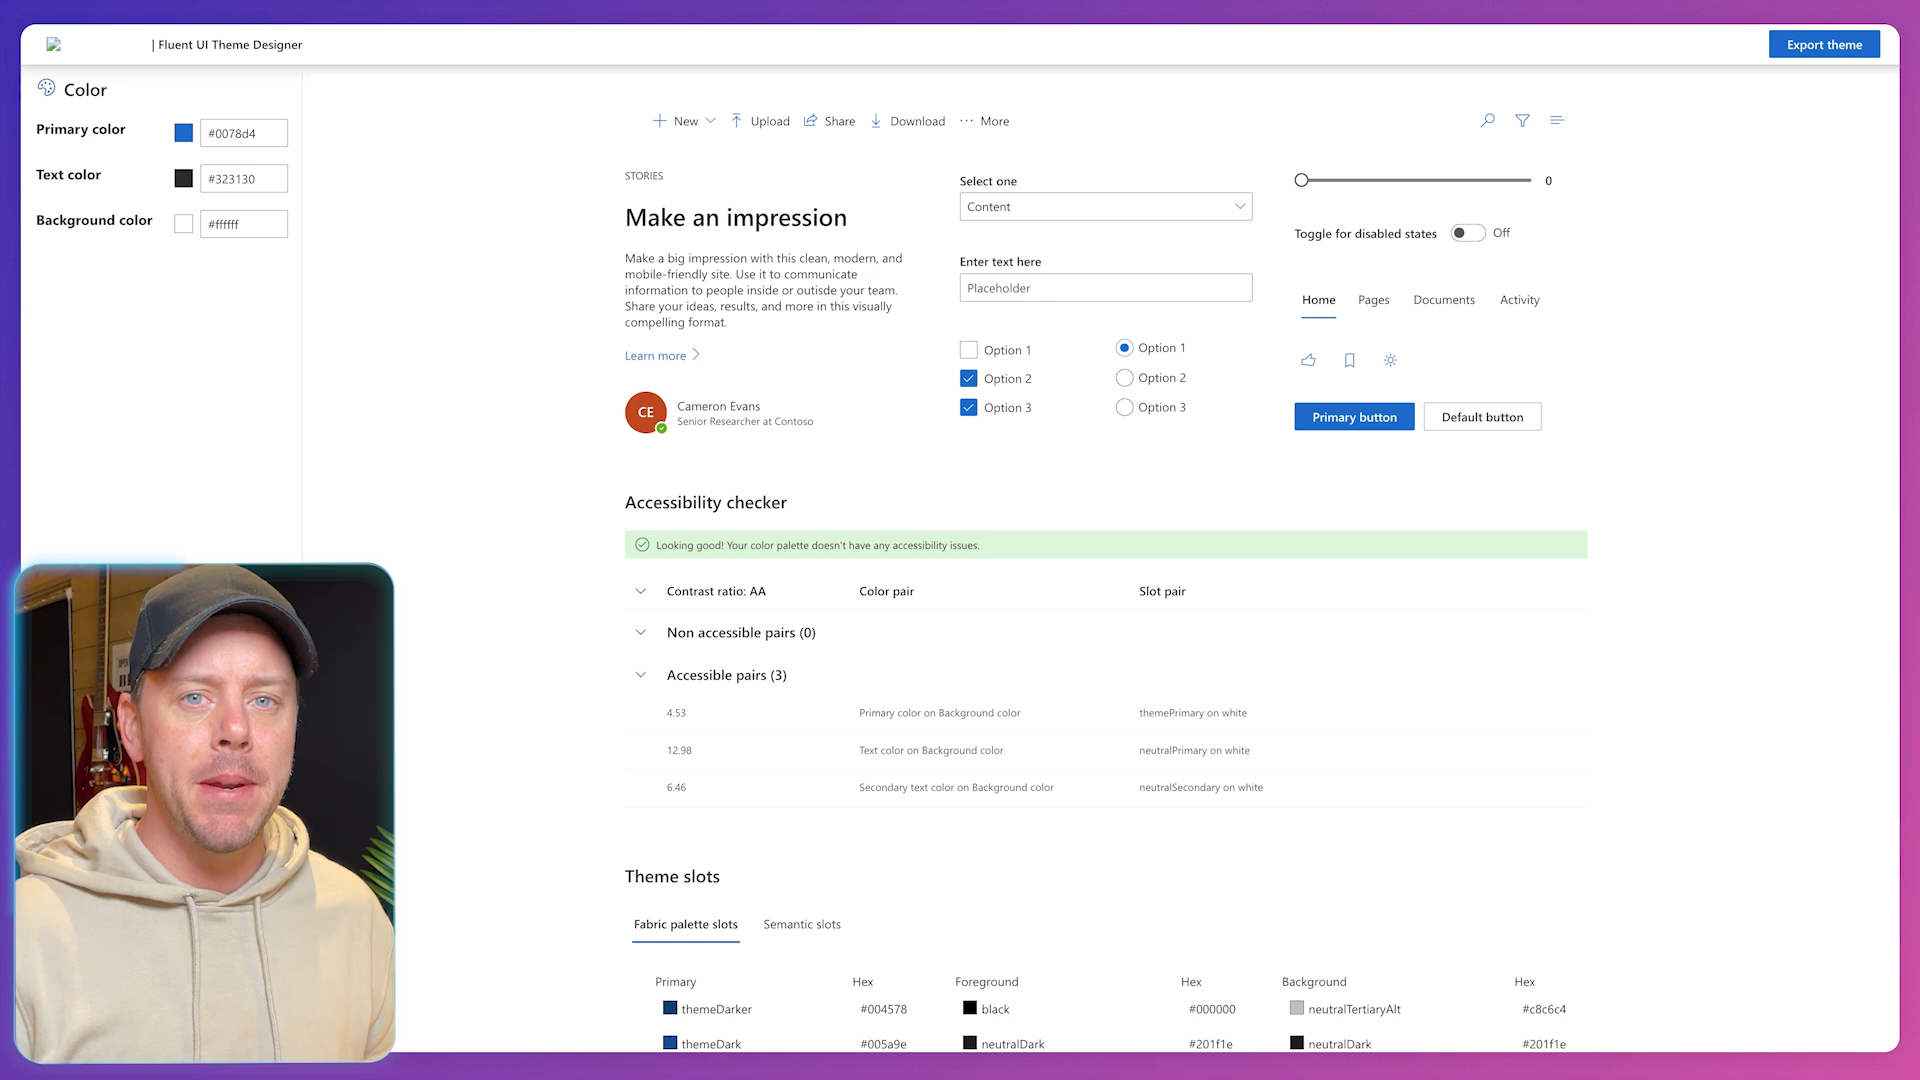 | Fluent UI Theme Designer
Export theme
Color
Primary color
#0078d4
Text color
#323130
Background color
#ffffff
New
Upload
Share
Download
More
STORIES
Make an impression
Make a big impression with this clean, modern, and
mobile-friendly site. Use it to communicate
information to people inside or outisde your team.
Share your ideas, results, and more in this visually
compelling format.
Learn more
CE
Cameron Evans
Senior Researcher at Contoso
Select one
Content
Enter text here
Placeholder
Option 1
Option 2
Option 3
Option 1
Option 2
Option 3
0
Toggle for disabled states
Off
Home
Pages
Documents
Activity
Primary button
Default button
Accessibility checker
Looking good! Your color palette doesn't have any accessibility issues.
Contrast ratio: AA
Color pair
Slot pair
Non accessible pairs (0)
Accessible pairs (3)
4.53
Primary color on Background color
themePrimary on white
12.98
Text color on Background color
neutralPrimary on white
6.46
Secondary text color on Background color
neutralSecondary on white
Theme slots
Fabric palette slots
Semantic slots
Primary
Hex
Foreground
Hex
Background
Hex
themeDarker
#004578
black
#000000
neutralTertiaryAlt
#c8c6c4
themeDark
#005a9e
neutralDark
#201f1e
neutralDark
#201f1e